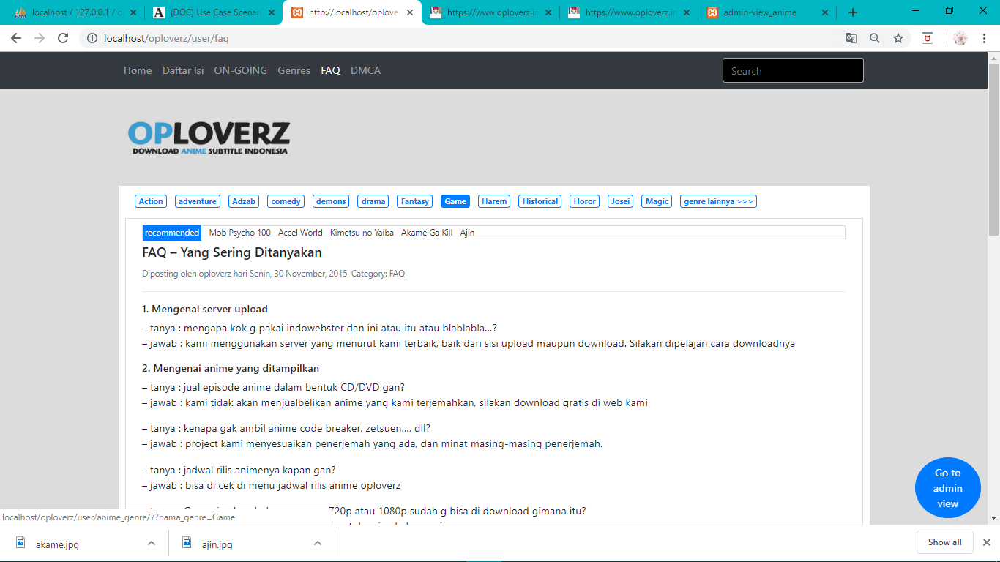 localhost / 127.0.0.1 / o
(DOC) Use Case Scenar
http://localhost/oplover
https://www.oploverz.in
https://www.oploverz.in
admin-view_anime
localhost/oploverz/user/faq
Home Daftar Isi ON-GOING Genres FAQ DMCA Search
OPLOVERZ
DOWNLOAD ANIME SUBTITLE INDONESIA
Action adventure Adzab comedy demons drama Fantasy Game Harem Historical Horor Josei Magic genre lainnya >>>
recommended Mob Psycho 100 Accel World Kimetsu no Yaiba Akame Ga Kill Ajin
FAQ – Yang Sering Ditanyakan
Diposting oleh oploverz hari Senin, 30 November, 2015, Category: FAQ
1. Mengenai server upload
– tanya : mengapa kok g pakai indowebster dan ini atau itu atau blablabla…?
– jawab : kami menggunakan server yang menurut kami terbaik, baik dari sisi upload maupun download. Silakan dipelajari cara downloadnya
2. Mengenai anime yang ditampilkan
– tanya : jual episode anime dalam bentuk CD/DVD gan?
– jawab : kami tidak akan menjualbelikan anime yang kami terjemahkan, silakan download gratis di web kami
– tanya : kenapa gak ambil anime code breaker, zetsuen…, dll?
– jawab : project kami menyesuaikan penerjemah yang ada, dan minat masing-masing penerjemah.
– tanya : jadwal rilis animenya kapan gan?
– jawab : bisa di cek di menu jadwal rilis anime oploverz
720p atau 1080p sudah g bisa di download gimana itu?
Go to
admin
view
localhost/oploverz/user/anime_genre/7?nama_genre=Game
akame.jpg
ajin.jpg
Show all